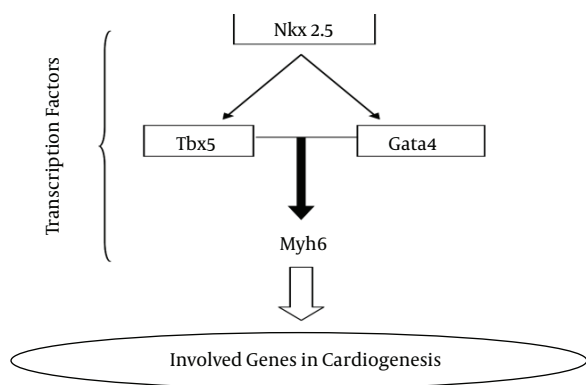 Nkx 2.5
Transcription Factors
Tbx5
Gata4
Myh6
Involved Genes in Cardiogenesis